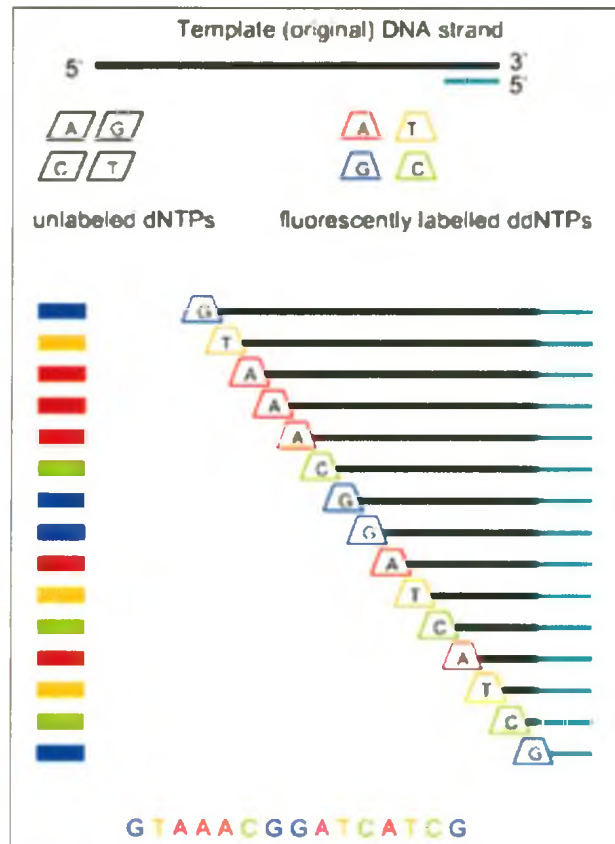 Template (original) DNA strand
5' 3'
5'
A G A T
C T G C
unlabeled dNTPs fluorescently labelled ddNTPs
G
T
A
A
A
C
G
G
A
T
C
A
T
C
G
GTAAACGGATCATCG